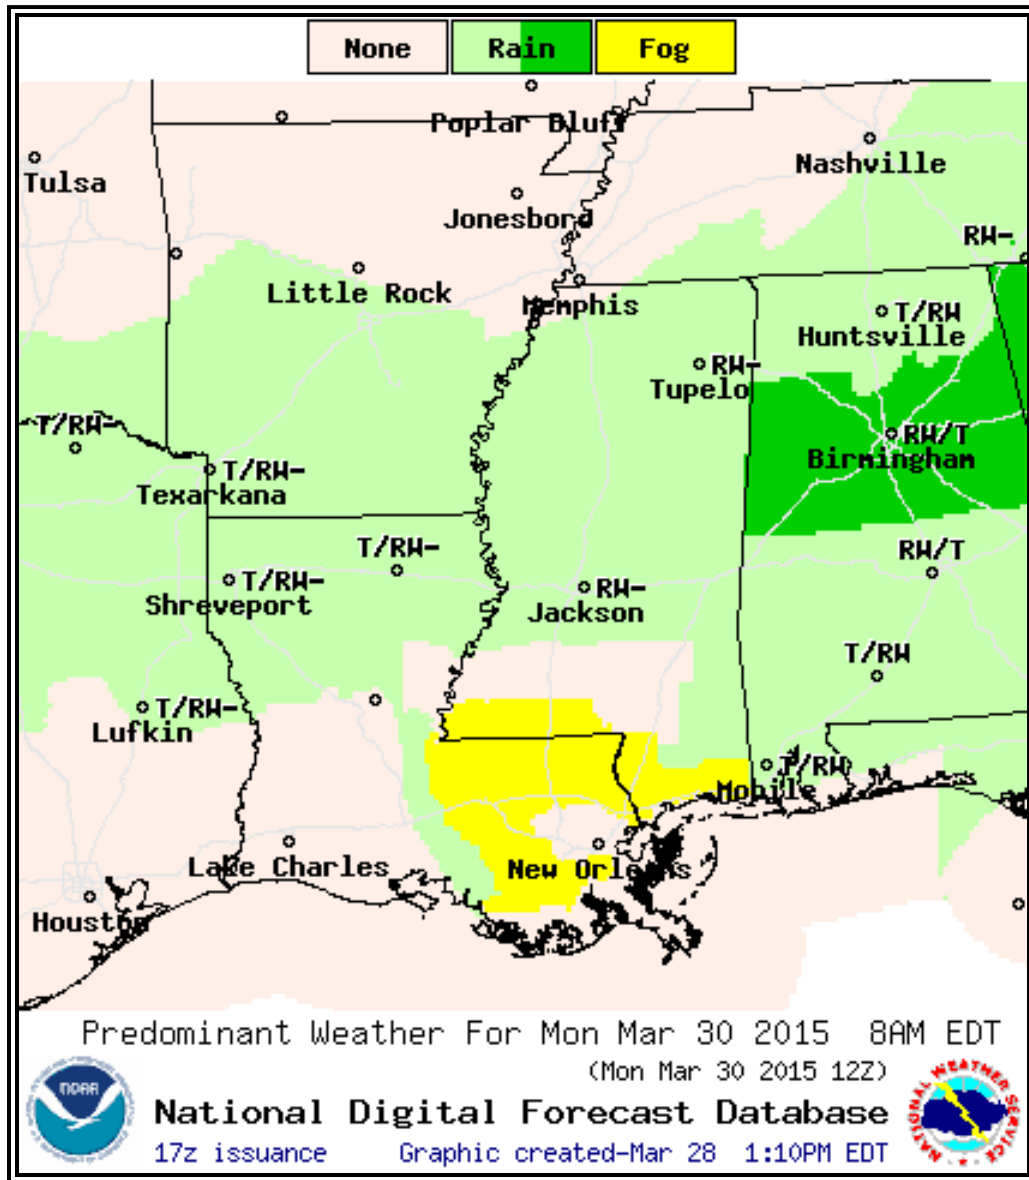 None Rain Fog
Poplar Bluff
Nashville
Tulsa
Jonesboro
RW-
Little Rock
Memphis
T/RW
Huntsville
RW-
Tupelo
T/RW-
RW/T
Birmingham
T/RW-
Texarkana
T/RW-
RW/T
T/RW-
Shreveport
RW-
Jackson
T/RW
T/RW-
Lufkin
T/RW
Mobile
Lake Charles
New Orleans
Houston
Predominant Weather For Mon Mar 30 2015 8AM EDT
(Mon Mar 30 2015 12Z)
NOAA
National Digital Forecast Database
17z issuance Graphic created-Mar 28 1:10PM EDT
NATIONAL WEATHER SERVICE